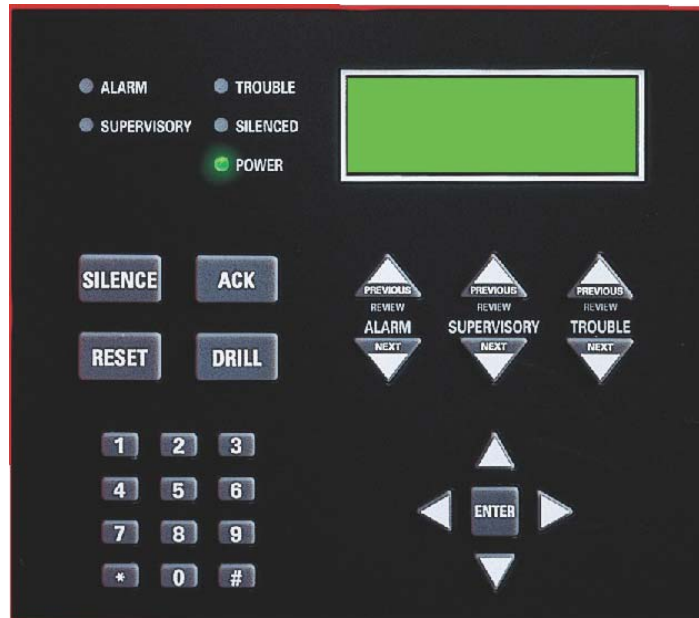 ALARM
TROUBLE
SUPERVISORY
SILENCED
POWER
SILENCE
ACK
RESET
DRILL
PREVIOUS
PREVIOUS
PREVIOUS
REVIEW
REVIEW
REVIEW
ALARM
SUPERVISORY
TROUBLE
NEXT
NEXT
NEXT
1 2 3
4 5 6
7 8 9
* 0 #
ENTER